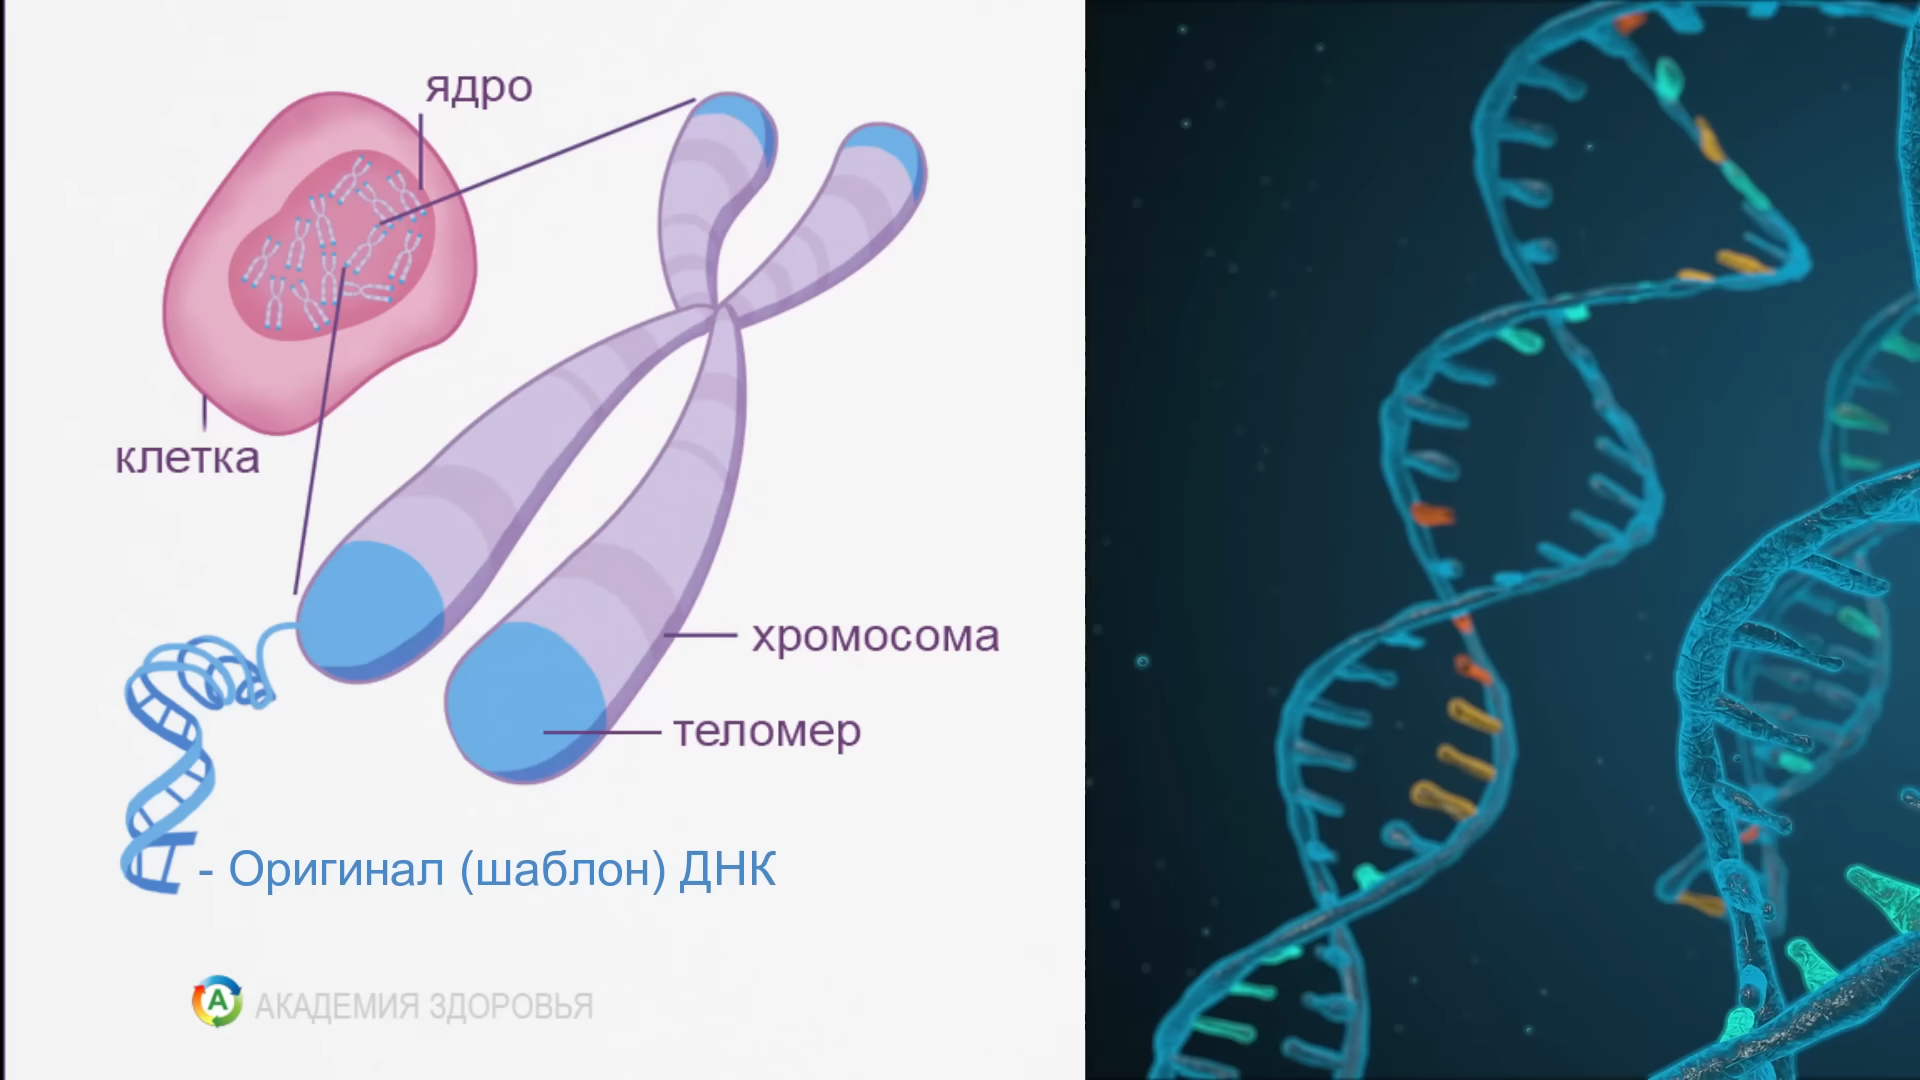 ядро
клетка
хромосома
теломер
- Оригинал (шаблон) ДНК
А АКАДЕМИЯ ЗДОРОВЬЯ